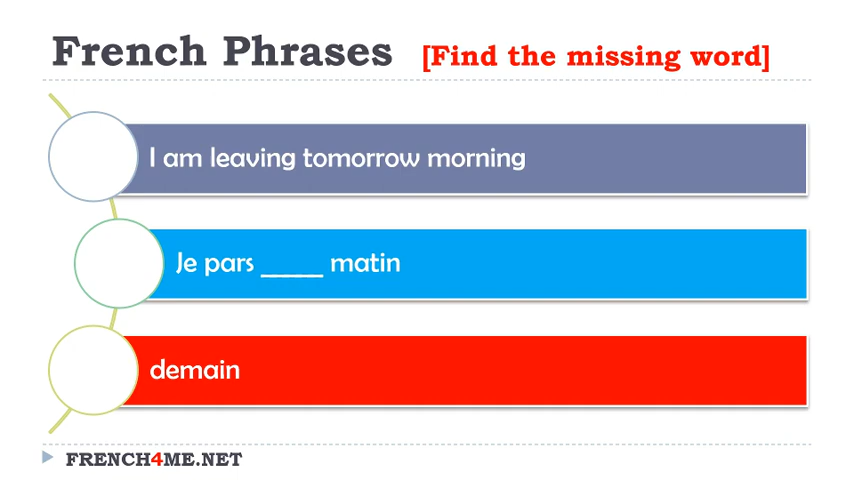 French Phrases [Find the missing word]
I am leaving tomorrow morning
Je pars _____ matin
demain
FRENCH4ME.NET